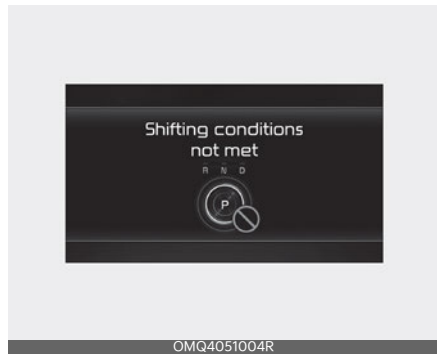 Shifting conditions
not met
R N D
P
OMQ4051004R